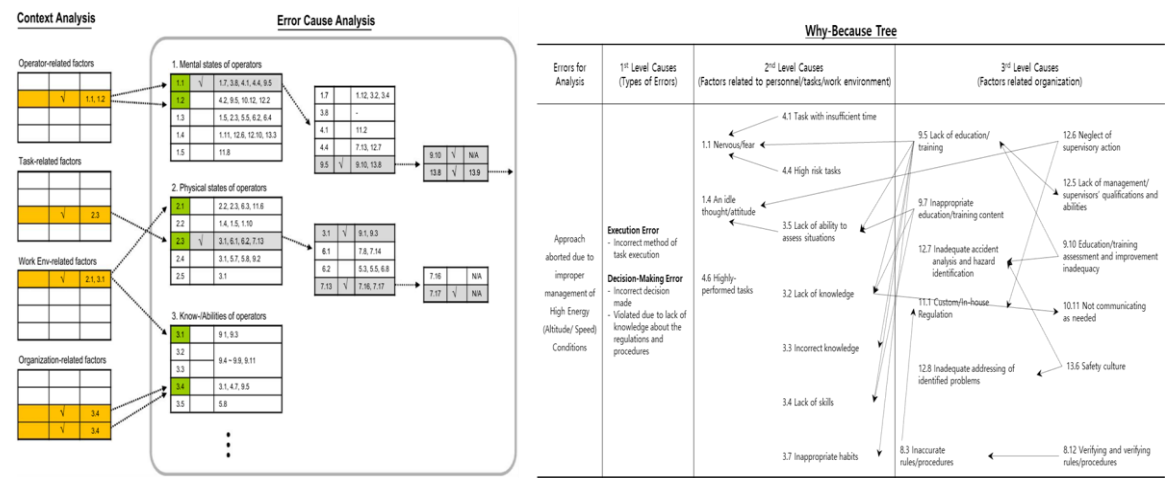 Context Analysis
Error Cause Analysis
Operator-related factors
√ 1.1, 1.2
Task-related factors
√ 2.3
Work Env-related factors
√ 2.1, 3.1
Organization-related factors
√ 3.4
√ 3.4
1. Mental states of operators
1.1 √ 1.7, 3.8, 4.1, 4.4, 9.5
1.2 4.2, 9.5, 10.12, 12.2
1.3 1.5, 2.3, 5.5, 6.2, 6.4
1.4 1.11, 12.6, 12.10, 13.3
1.5 11.8
1.7 1.12, 3.2, 3.4
3.8 -
4.1 11.2
4.4 7.13, 12.7
9.5 √ 9.10, 13.8
9.10 √ N/A
13.8 √ 13.9
2. Physical states of operators
2.1 2.2, 2.3, 6.3, 11.6
2.2 1.4, 1.5, 1.10
2.3 √ 3.1, 6.1, 6.2, 7.13
2.4 3.1, 5.7, 5.8, 9.2
2.5 3.1
3.1 √ 9.1, 9.3
6.1 7.8, 7.14
6.2 5.3, 5.5, 6.8
7.13 √ 7.16, 7.17
7.16 N/A
7.17 √ N/A
3. Know-/Abilities of operators
3.1 9.1, 9.3
3.2
3.3
9.4 ~ 9.9, 9.11
3.4 3.1, 4.7, 9.5
3.5 5.8
Why-Because Tree
Errors for
Analysis
1st Level Causes
(Types of Errors)
2nd Level Causes
(Factors related to personnel/tasks/work environment)
3rd Level Causes
(Factors related organization)
Approach
aborted due to
improper
management of
High Energy
(Altitude/ Speed)
Conditions
Execution Error
- Incorrect method of
task execution
Decision-Making Error
- Incorrect decision
made
- Violated due to lack of
knowledge about the
regulations and
procedures
4.1 Task with insufficient time
1.1 Nervous/fear
4.4 High risk tasks
1.4 An idle
thought/attitude
3.5 Lack of ability to
assess situations
4.6 Highly-
performed tasks
3.2 Lack of knowledge
3.3 Incorrect knowledge
3.4 Lack of skills
3.7 Inappropriate habits
9.5 Lack of education/
training
9.7 Inappropriate
education/training content
12.7 Inadequate accident
analysis and hazard
identification
11.1 Custom/in-house
Regulation
12.8 Inadequate addressing of
identified problems
8.3 Inaccurate
rules/procedures
12.6 Neglect of
supervisory action
12.5 Lack of management/
supervisors' qualifications and
abilities
9.10 Education/training
assessment and improvement
inadequacy
10.11 Not communicating
as needed
13.6 Safety culture
8.12 Verifying and verifying
rules/procedures